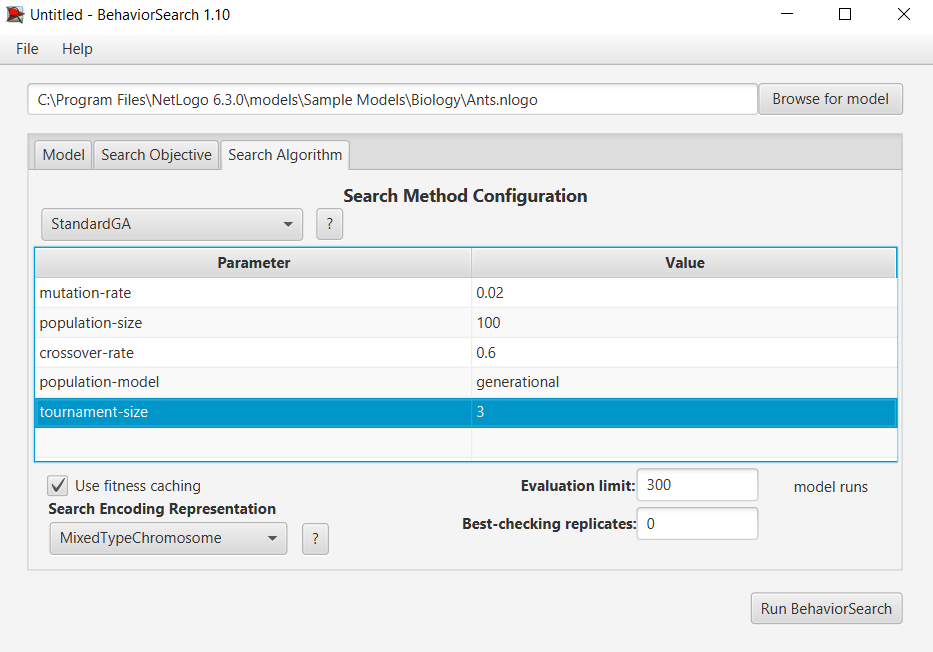 Untitled - BehaviorSearch 1.10
File Help
C:\Program Files\NetLogo 6.3.0\models\Sample Models\Biology\Ants.nlogo Browse for model
Model Search Objective Search Algorithm
Search Method Configuration
StandardGA ?
Parameter Value
mutation-rate 0.02
population-size 100
crossover-rate 0.6
population-model generational
tournament-size 3
Use fitness caching Evaluation limit: 300 model runs
Search Encoding Representation
Best-checking replicates: 0
MixedTypeChromosome ?
Run BehaviorSearch